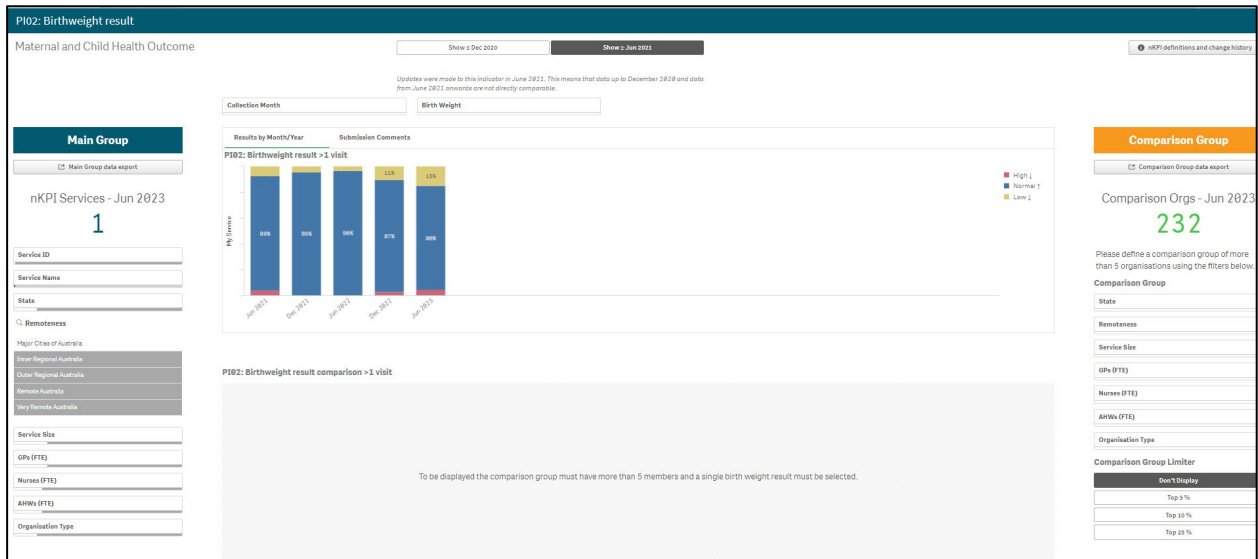 PI02: Birthweight result
Maternal and Child Health Outcome
Show ≤ Dec 2020
Show ≥ Jun 2021
nKPI definitions and change history
Updates were made to this indicator in June 2021. This means that data up to December 2020 and data
from June 2021 onwards are not directly comparable.
Collection Month
Birth Weight
Main Group
Main Group data export
nKPI Services - Jun 2023
1
Service ID
Service Name
State
Remoteness
Major Cities of Australia
Inner Regional Australia
Outer Regional Australia
Remote Australia
Very Remote Australia
Service Size
GPs (FTE)
Nurses (FTE)
AHWs (FTE)
Organisation Type
Results by Month/Year
Submission Comments
PI02: Birthweight result >1 visit
My Service
11%
13%
89%
95%
96%
87%
80%
Jun 2021
Dec 2021
Jun 2022
Dec 2022
Jun 2023
High ↓
Normal ↑
Low ↓
PI02: Birthweight result comparison >1 visit
To be displayed the comparison group must have more than 5 members and a single birth weight result must be selected.
Comparison Group
Comparison Group data export
Comparison Orgs - Jun 2023
232
Please define a comparison group of more
than 5 organisations using the filters below.
Comparison Group
State
Remoteness
Service Size
GPs (FTE)
Nurses (FTE)
AHWs (FTE)
Organisation Type
Comparison Group Limiter
Don't Display
Top 5 %
Top 10 %
Top 25 %